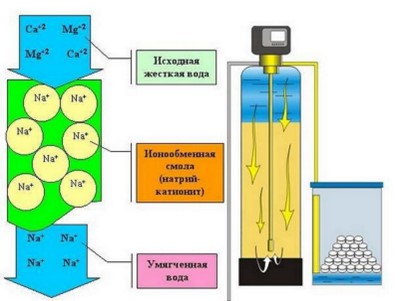 Ca⁺² Mg⁺²
Mg⁺² Ca⁺²
Исходная
жесткая вода
Na⁺ Na⁺
Na⁺ Na⁺
Na⁺
Na⁺ Na⁺
Ионообменная
смола
(натрий-
катионит)
Na⁺ Na⁺
Na⁺ Na⁺
Умягченная
вода